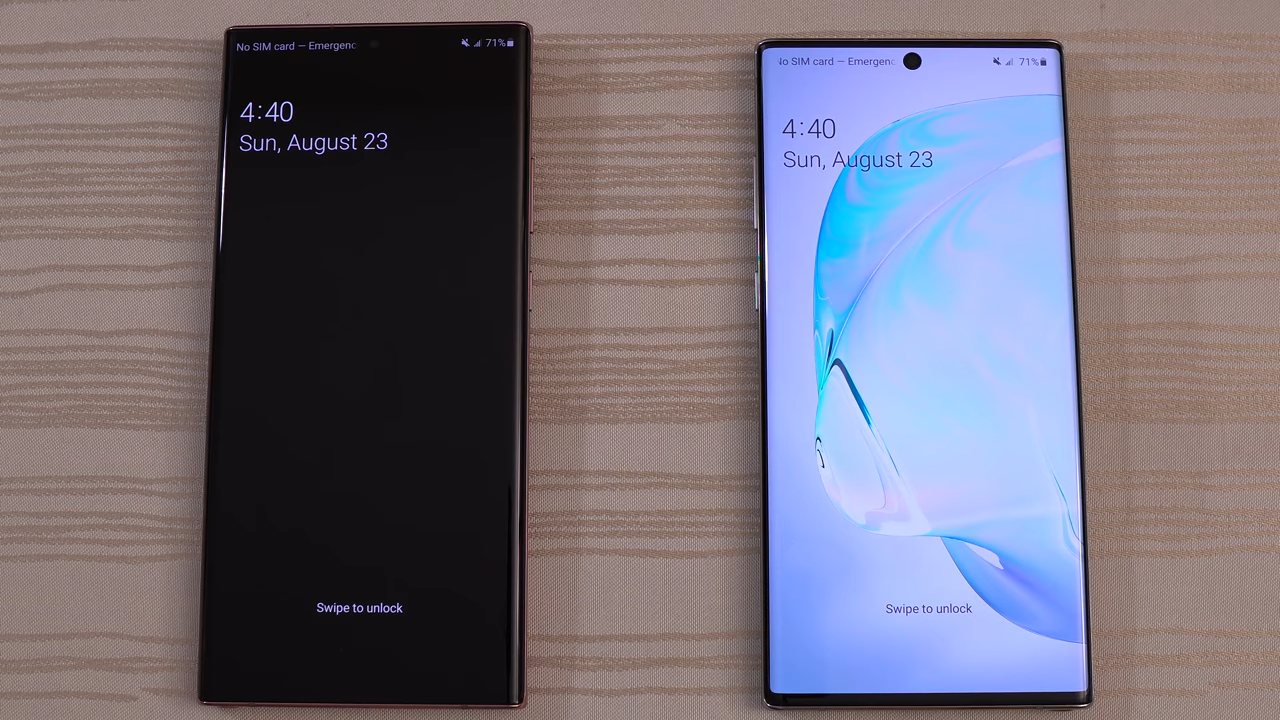 No SIM card — Emergenc
71%
4:40
Sun, August 23
Swipe to unlock
No SIM card — Emergenc
71%
4:40
Sun, August 23
Swipe to unlock